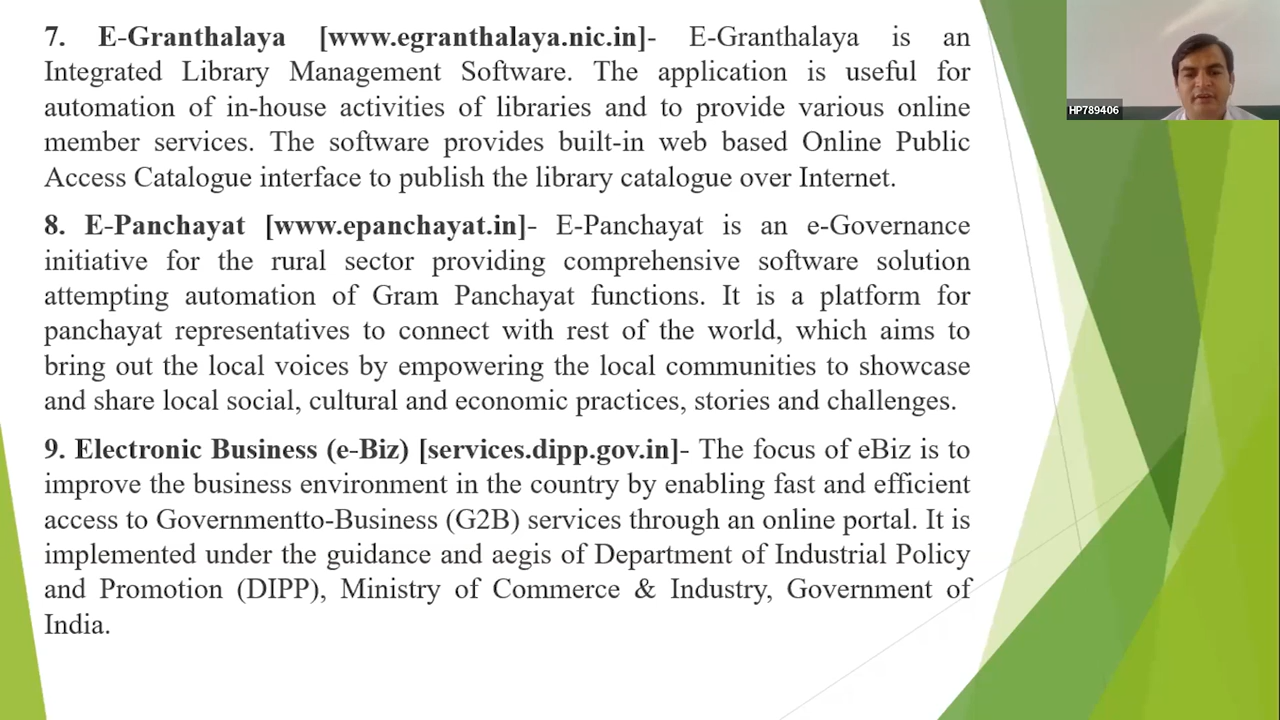 7. E-Granthalaya [www.egranthalaya.nic.in]- E-Granthalaya is an
Integrated Library Management Software. The application is useful for
automation of in-house activities of libraries and to provide various online
member services. The software provides built-in web based Online Public
Access Catalogue interface to publish the library catalogue over Internet.
8. E-Panchayat [www.epanchayat.in]- E-Panchayat is an e-Governance
initiative for the rural sector providing comprehensive software solution
attempting automation of Gram Panchayat functions. It is a platform for
panchayat representatives to connect with rest of the world, which aims to
bring out the local voices by empowering the local communities to showcase
and share local social, cultural and economic practices, stories and challenges.
9. Electronic Business (e-Biz) [services.dipp.gov.in]- The focus of eBiz is to
improve the business environment in the country by enabling fast and efficient
access to Governmentto-Business (G2B) services through an online portal. It is
implemented under the guidance and aegis of Department of Industrial Policy
and Promotion (DIPP), Ministry of Commerce & Industry, Government of
India.
HP789406